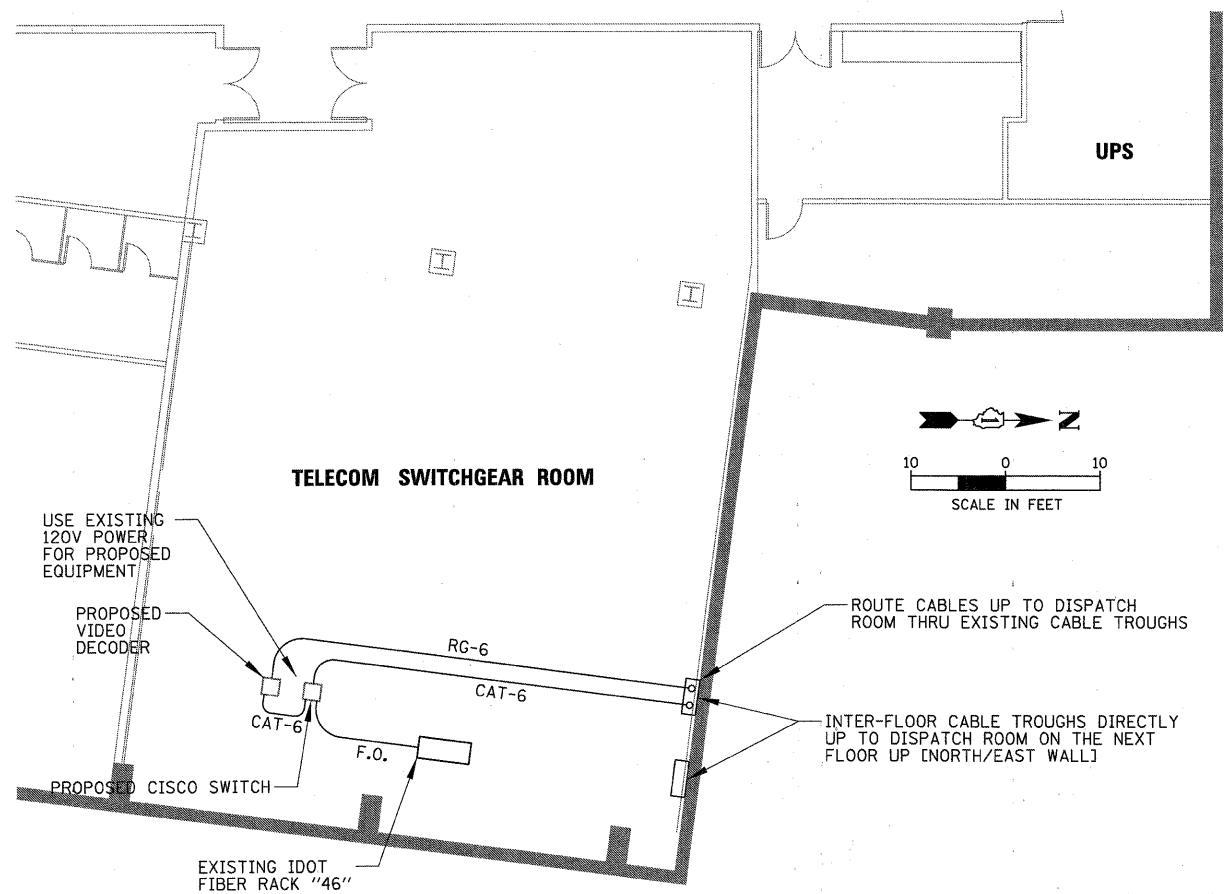 UPS
N
TELECOM SWITCHGEAR ROOM
10 0 10
SCALE IN FEET
USE EXISTING
120V POWER
FOR PROPOSED
EQUIPMENT
PROPOSED
VIDEO
DECODER
RG-6
CAT-6
CAT-6
F.O.
ROUTE CABLES UP TO DISPATCH
ROOM THRU EXISTING CABLE TROUGHS
INTER-FLOOR CABLE TROUGHS DIRECTLY
UP TO DISPATCH ROOM ON THE NEXT
FLOOR UP [NORTH/EAST WALL]
PROPOSED CISCO SWITCH
EXISTING IDOT
FIBER RACK "46"